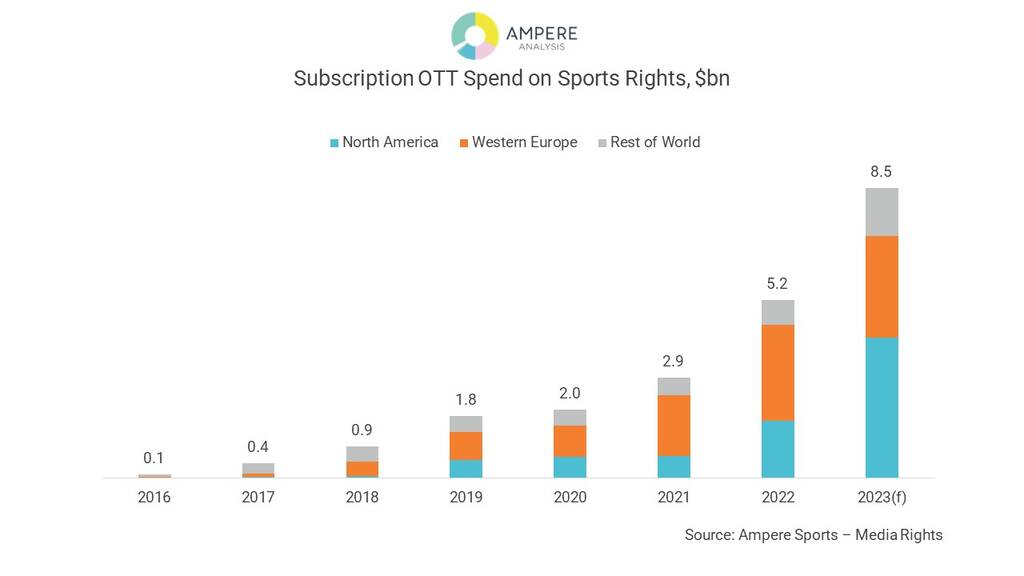 AMPERE
ANALYSIS
Subscription OTT Spend on Sports Rights, $bn
North America Western Europe Rest of World
8.5
5.2
2.9
2.0
1.8
0.9
0.4
0.1
2016 2017 2018 2019 2020 2021 2022 2023(f)
Source: Ampere Sports – Media Rights